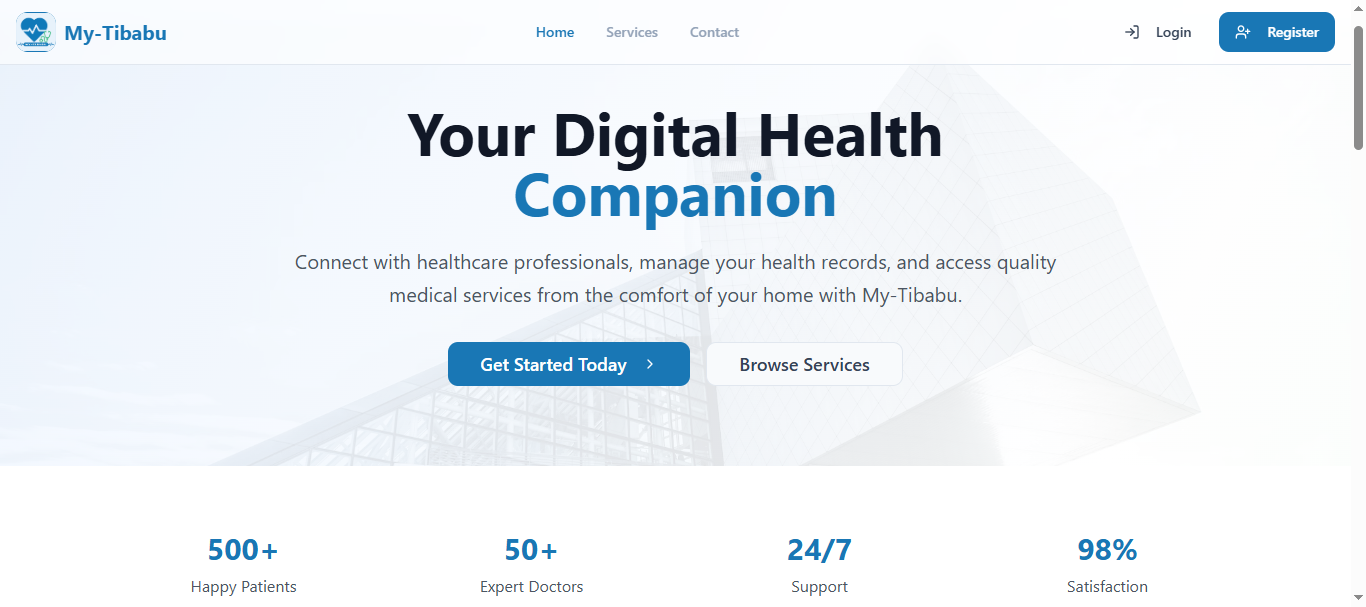 My-Tibabu
Home
Services
Contact
Login
Register
Your Digital Health
Companion
Connect with healthcare professionals, manage your health records, and access quality
medical services from the comfort of your home with My-Tibabu.
Get Started Today
Browse Services
500+
Happy Patients
50+
Expert Doctors
24/7
Support
98%
Satisfaction